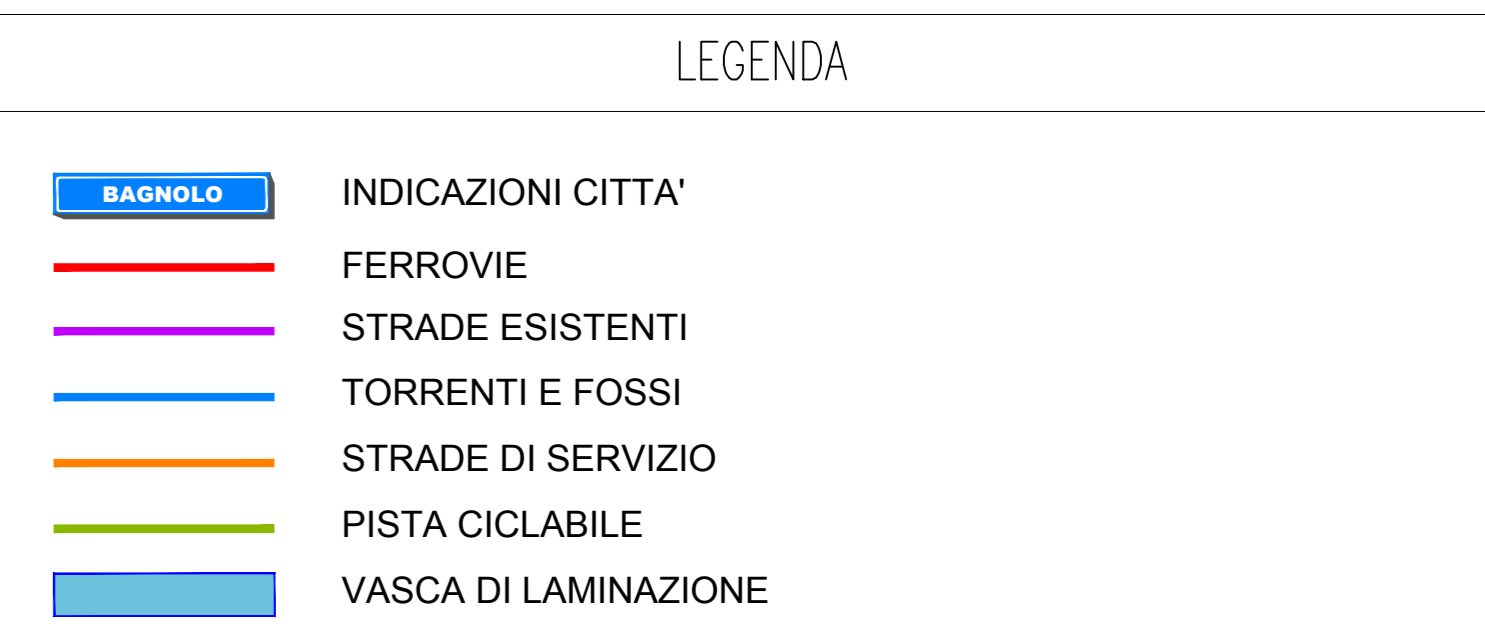 LEGENDA
BAGNOLO INDICAZIONI CITTA'
FERROVIE
STRADE ESISTENTI
TORRENTI E FOSSI
STRADE DI SERVIZIO
PISTA CICLABILE
VASCA DI LAMINAZIONE